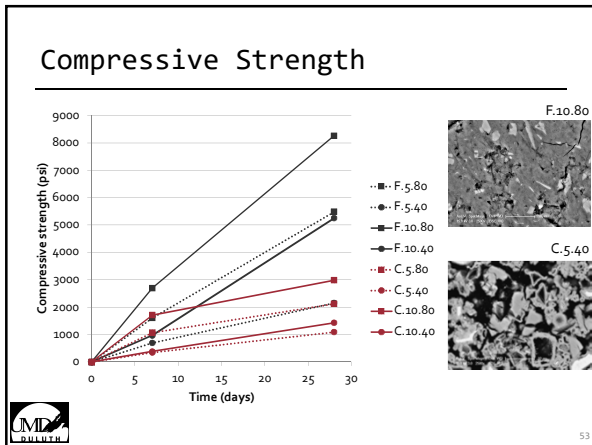 Compressive Strength
9000
8000
7000
6000
5000
4000
3000
2000
1000
0
Compressive strength (psi)
0 5 10 15 20 25 30
Time (days)
F.5.80
F.5.40
F.10.80
F.10.40
C.5.80
C.5.40
C.10.80
C.10.40
F.10.80
C.5.40
UMD
DULUTH
53